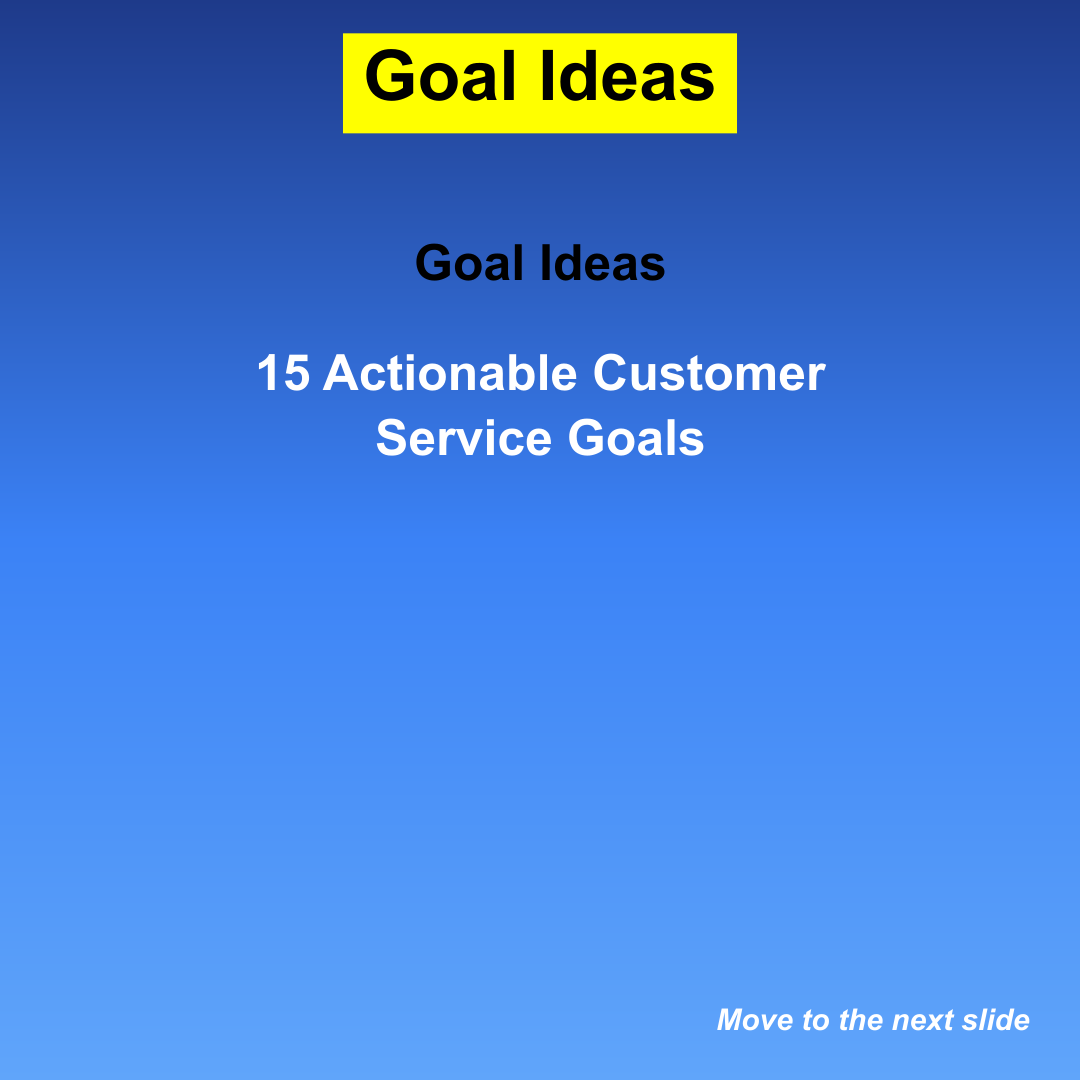 Goal Ideas
Goal Ideas
15 Actionable Customer
Service Goals
Move to the next slide